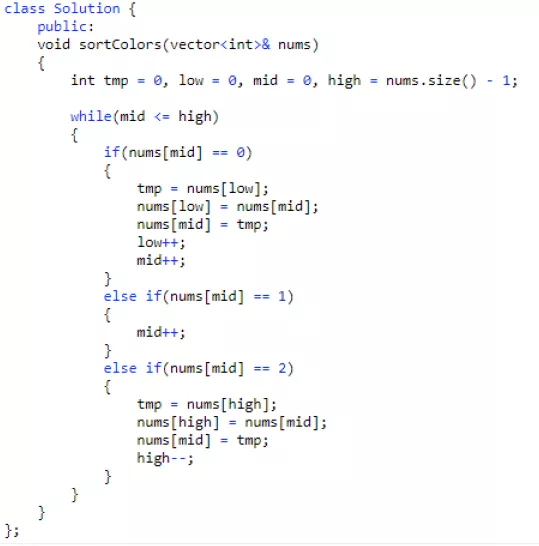 class Solution {
    public:
    void sortColors(vector<int>& nums)
    {
        int tmp = 0, low = 0, mid = 0, high = nums.size() - 1;

        while(mid <= high)
        {
            if(nums[mid] == 0)
            {
                tmp = nums[low];
                nums[low] = nums[mid];
                nums[mid] = tmp;
                low++;
                mid++;
            }
            else if(nums[mid] == 1)
            {
                mid++;
            }
            else if(nums[mid] == 2)
            {
                tmp = nums[high];
                nums[high] = nums[mid];
                nums[mid] = tmp;
                high--;
            }
        }
    }
};